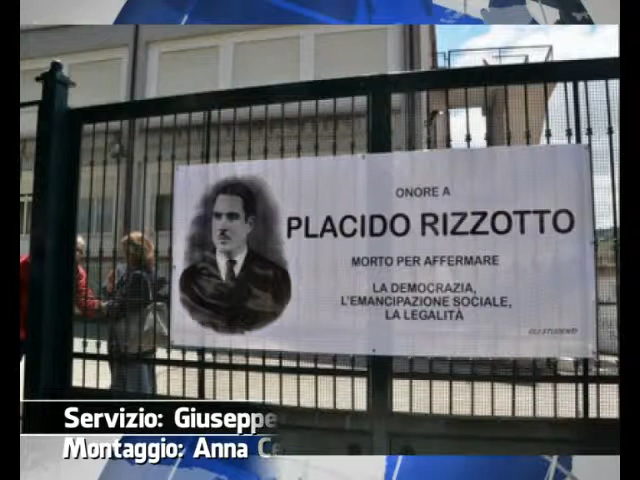 ONORE A
PLACIDO RIZZOTTO
MORTO PER AFFERMARE
LA DEMOCRAZIA,
L'EMANCIPAZIONE SOCIALE,
LA LEGALITÀ
GLI STUDENTI
Servizio: Giuseppe
Montaggio: Anna